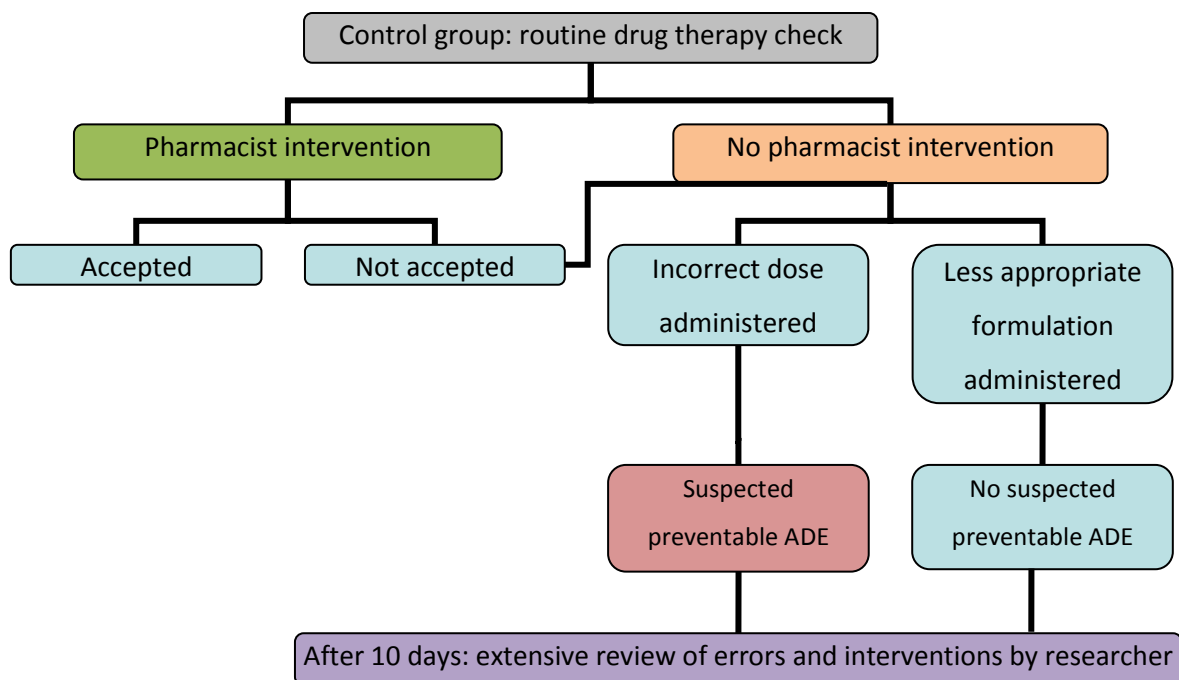 Control group: routine drug therapy check
Pharmacist intervention
No pharmacist intervention
Accepted
Not accepted
Incorrect dose
administered
Less appropriate
formulation
administered
Suspected
preventable ADE
No suspected
preventable ADE
After 10 days: extensive review of errors and interventions by researcher